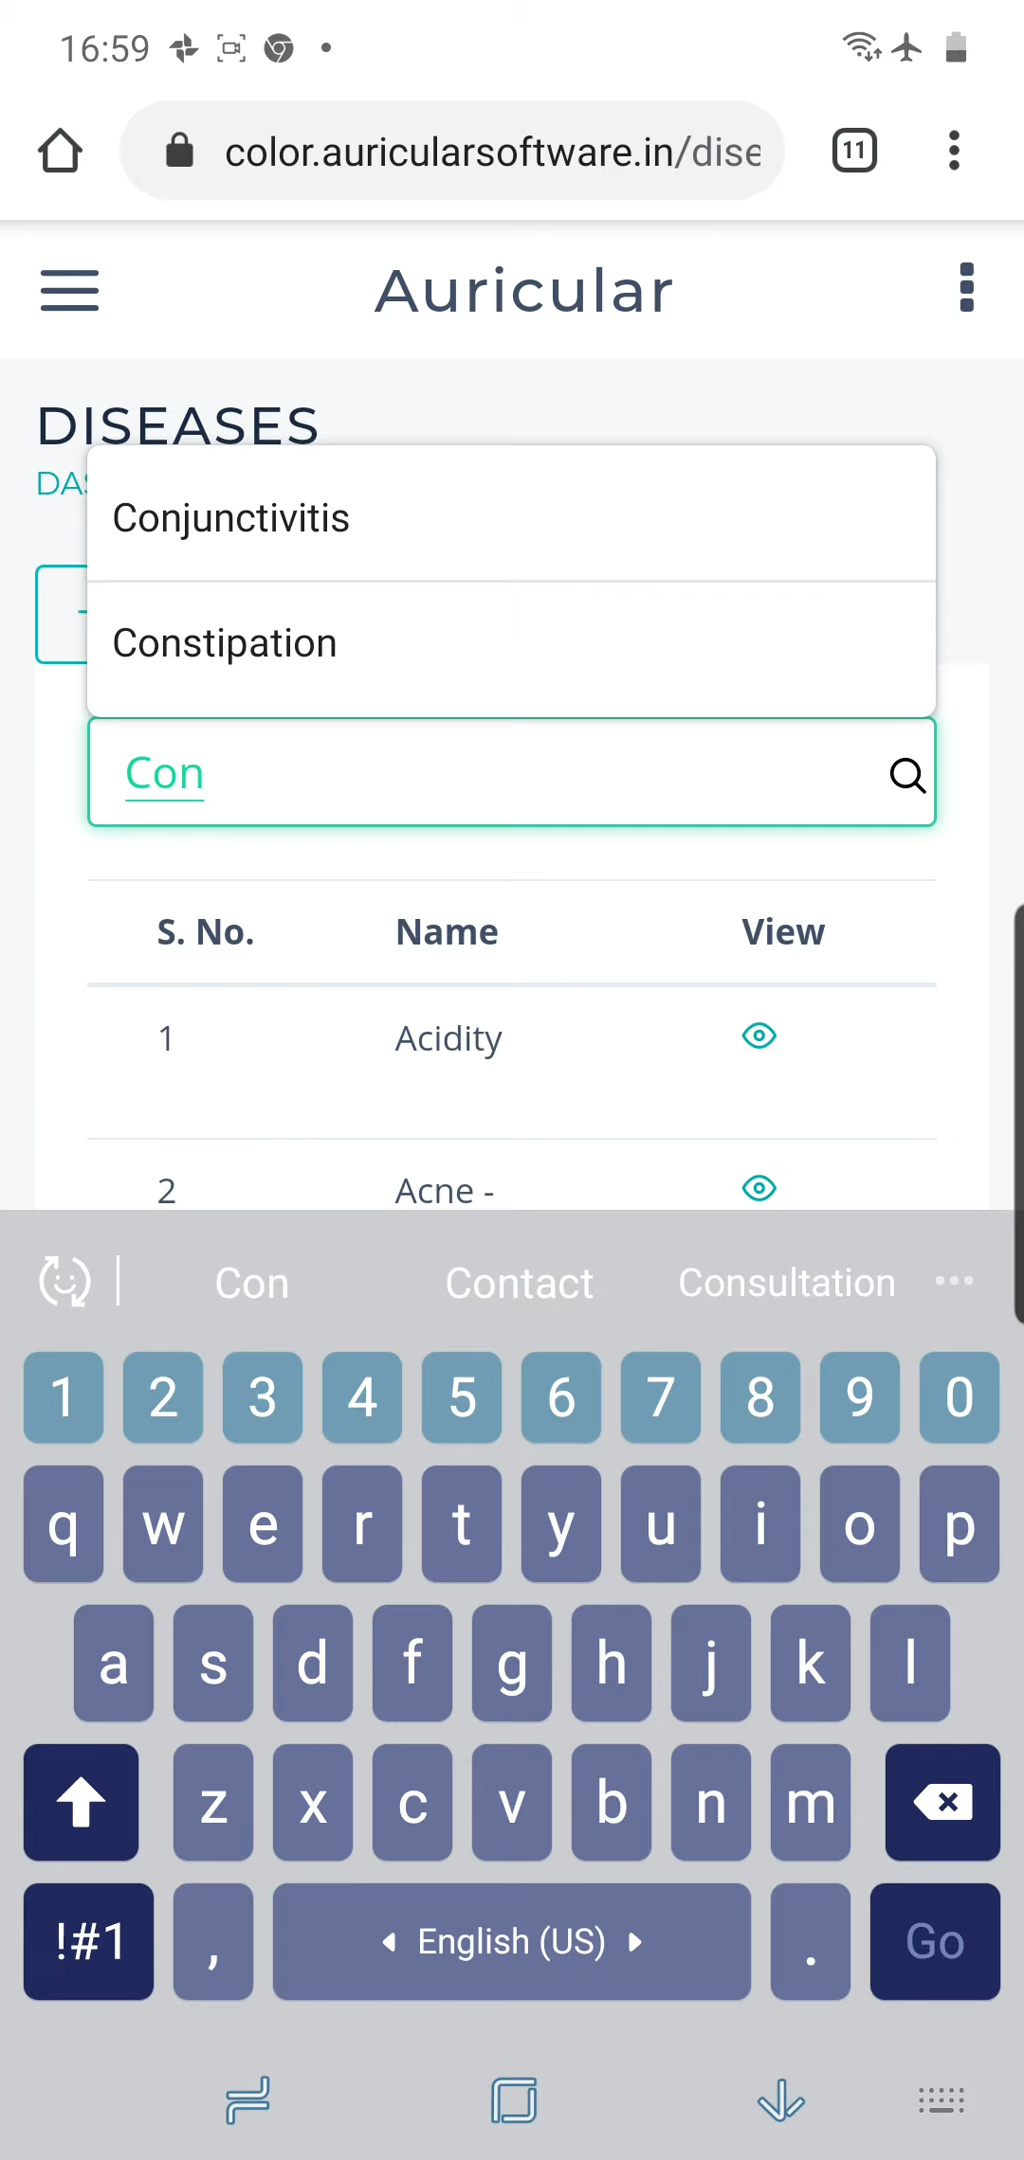 16:59
color.auricularsoftware.in/dise
11
Auricular
DISEASES
DAS
Conjunctivitis
Constipation
Con
S. No. Name View
1 Acidity
2 Acne -
Con Contact Consultation
1 2 3 4 5 6 7 8 9 0
q w e r t y u i o p
a s d f g h j k l
z x c v b n m
!#1 , English (US) . Go